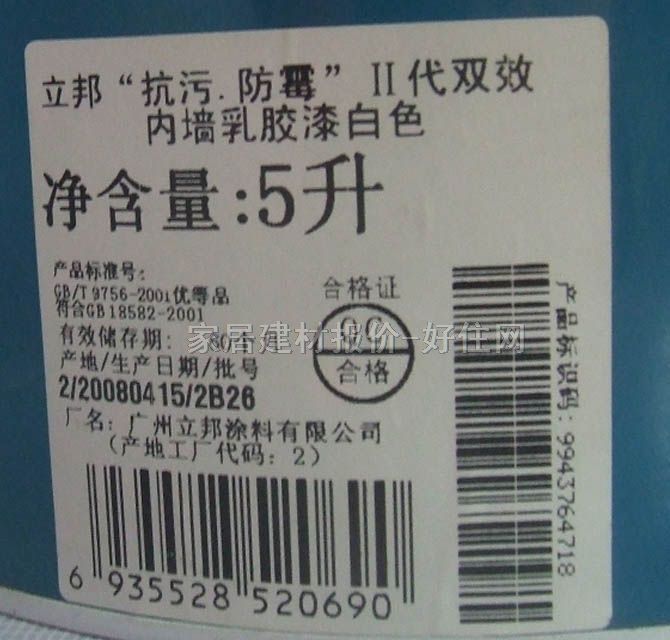 立邦“抗污.防霉” II代双效
内墙乳胶漆白色
净含量:5升
产品标准号:
GB/T 9756-2001优等品
符合GB 18582-2001
有效储存期:
产地/生产日期/批号
2/20080415/2B26
合格证
合格
厂名: 广州立邦涂料有限公司
(产地工厂代码: 2)
6 935528 520690
产品标识码: 9943764718
家居建材报价-好住网